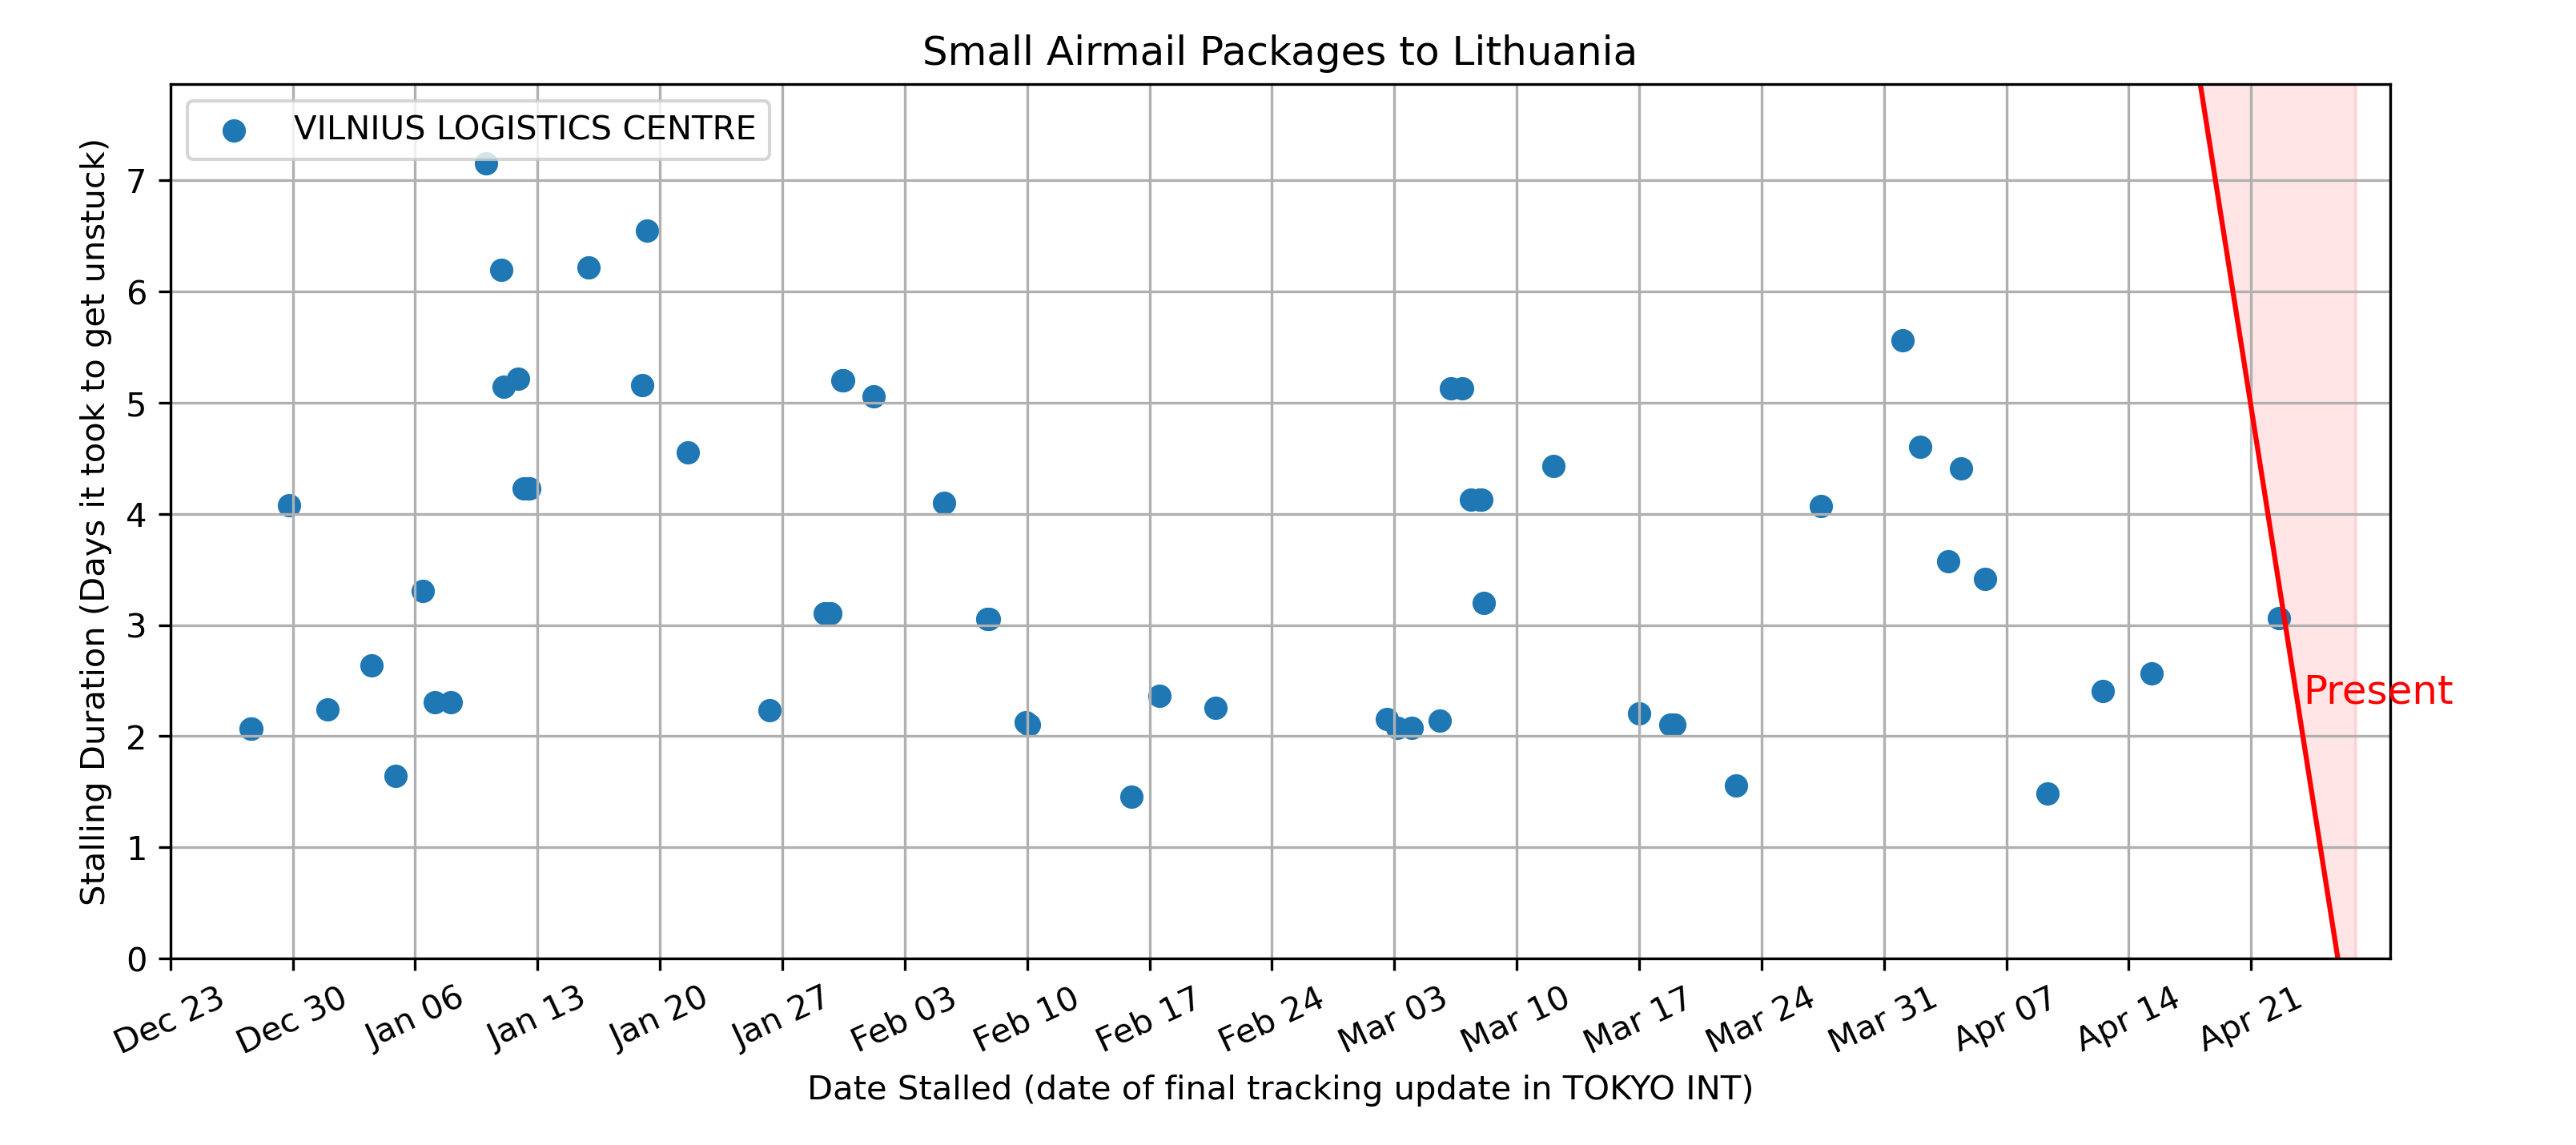 Small Airmail Packages to Lithuania
VILNIUS LOGISTICS CENTRE
Stalling Duration (Days it took to get unstuck)
7
6
5
4
3
2
1
0
Present
Dec 23
Dec 30
Jan 06
Jan 13
Jan 20
Jan 27
Feb 03
Feb 10
Feb 17
Feb 24
Mar 03
Mar 10
Mar 17
Mar 24
Mar 31
Apr 07
Apr 14
Apr 21
Date Stalled (date of final tracking update in TOKYO INT)